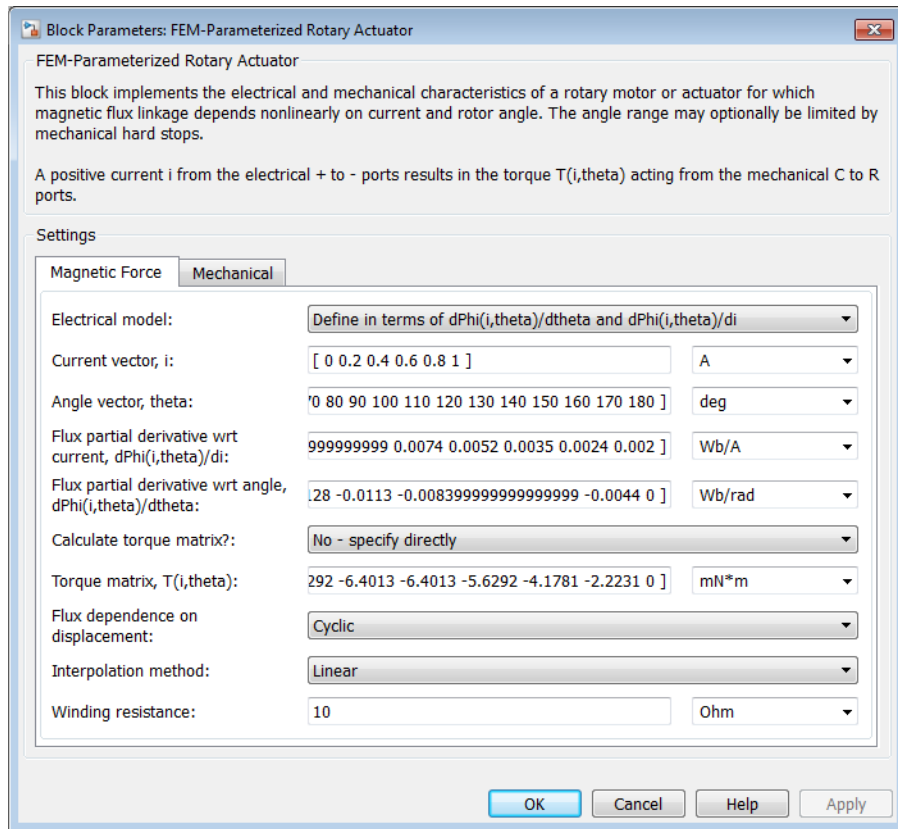 Block Parameters: FEM-Parameterized Rotary Actuator
FEM-Parameterized Rotary Actuator
This block implements the electrical and mechanical characteristics of a rotary motor or actuator for which
magnetic flux linkage depends nonlinearly on current and rotor angle. The angle range may optionally be limited by
mechanical hard stops.
A positive current i from the electrical + to - ports results in the torque T(i,theta) acting from the mechanical C to R
ports.
Settings
Magnetic Force Mechanical
Electrical model: Define in terms of dPhi(i,theta)/dtheta and dPhi(i,theta)/di
Current vector, i: [ 0 0.2 0.4 0.6 0.8 1 ] A
Angle vector, theta: 80 90 100 110 120 130 140 150 160 170 180 ] deg
Flux partial derivative wrt
current, dPhi(i,theta)/di: 999999999 0.0074 0.0052 0.0035 0.0024 0.002 ] Wb/A
Flux partial derivative wrt angle,
dPhi(i,theta)/dtheta: 128 -0.0113 -0.008399999999999999 -0.0044 0 ] Wb/rad
Calculate torque matrix?: No - specify directly
Torque matrix, T(i,theta): 292 -6.4013 -6.4013 -5.6292 -4.1781 -2.2231 0 ] mN*m
Flux dependence on
displacement: Cyclic
Interpolation method: Linear
Winding resistance: 10 Ohm
OK Cancel Help Apply